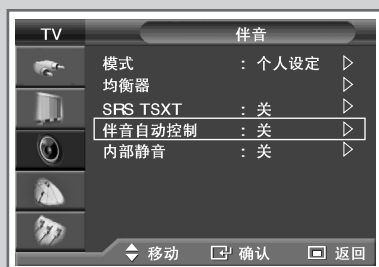 TV 伴音
模式 : 个人设定
均衡器
SRS TSXT : 关
伴音自动控制 : 关
内部静音 : 关
移动 确认 返回